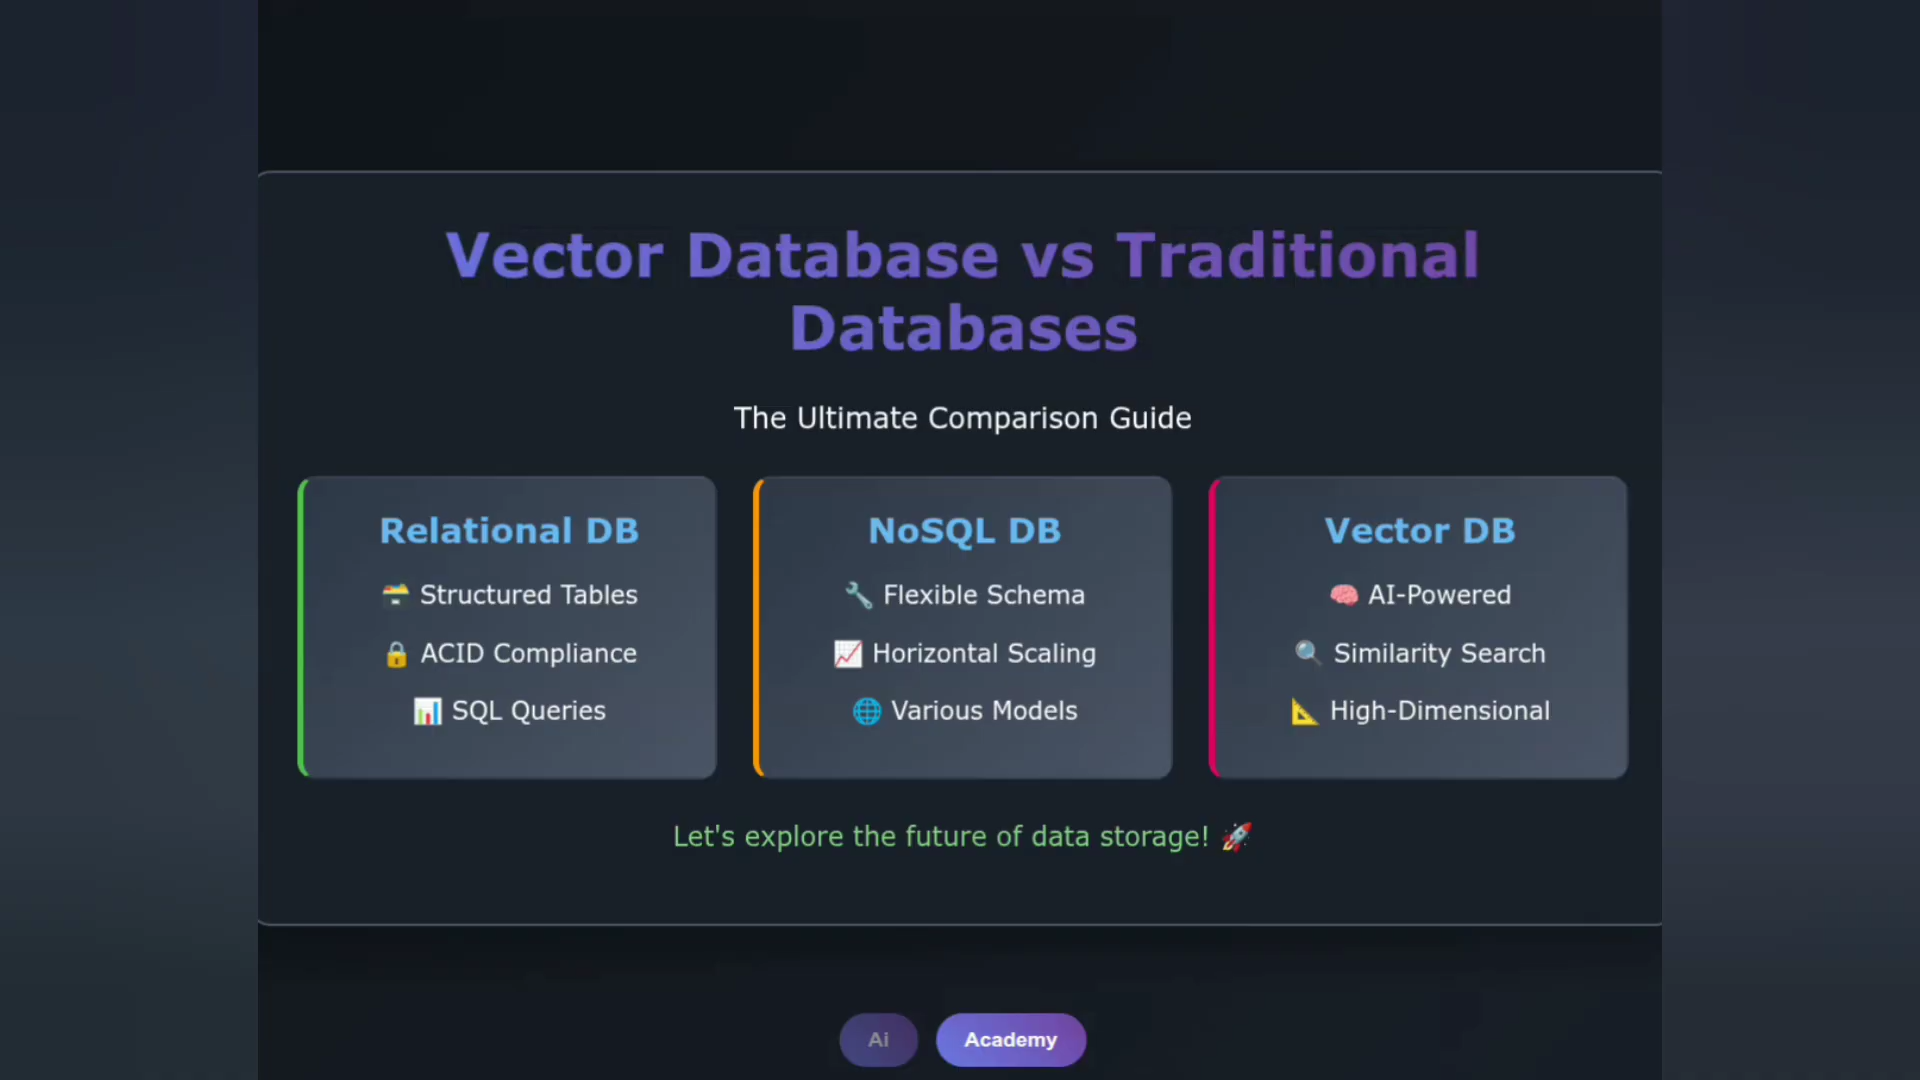 Vector Database vs Traditional
Databases
The Ultimate Comparison Guide
Relational DB
🗃️ Structured Tables
🔒 ACID Compliance
📊 SQL Queries
NoSQL DB
🔧 Flexible Schema
📈 Horizontal Scaling
🌐 Various Models
Vector DB
🧠 AI-Powered
🔍 Similarity Search
📐 High-Dimensional
Let's explore the future of data storage! 🚀
Ai
Academy